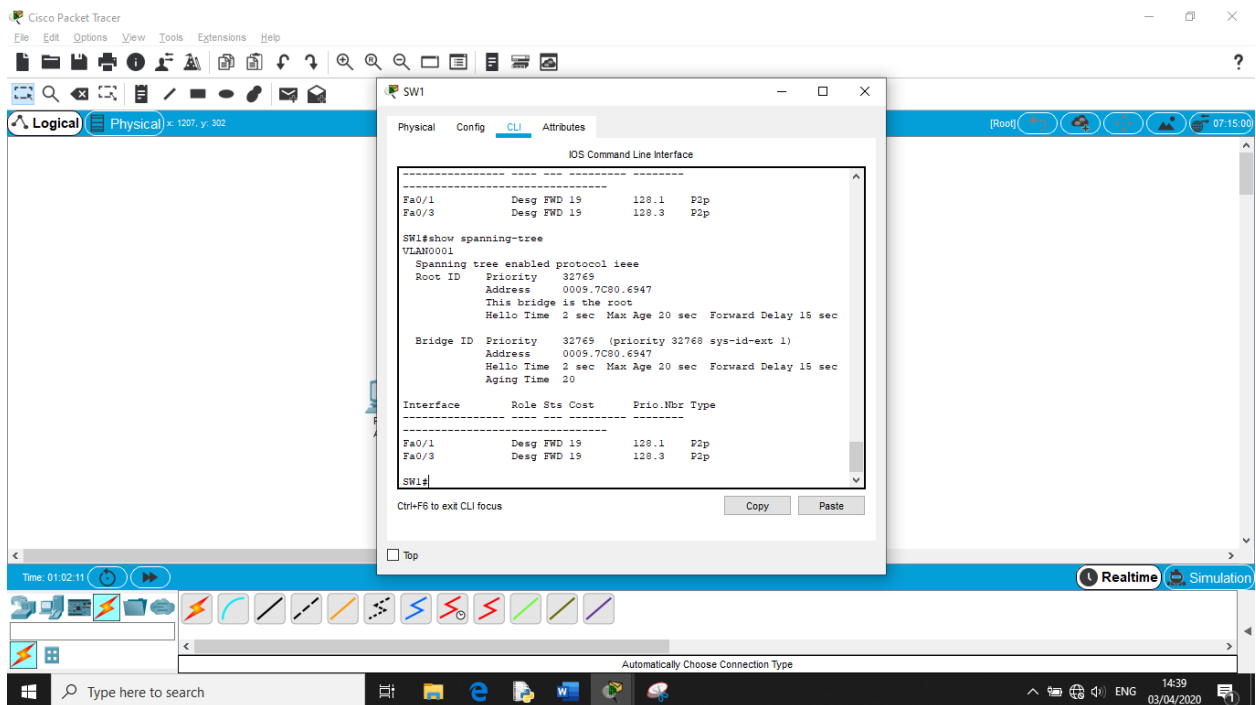 Cisco Packet Tracer
File Edit Options View Tools Extensions Help
?
SW1
Logical Physical x: 1207, y: 302
[Root] 07:15:00
Physical Config CLI Attributes
IOS Command Line Interface
---------------- ---- --- --------- --------
--------------------------------
Fa0/1 Desg FWD 19 128.1 P2p
Fa0/3 Desg FWD 19 128.3 P2p
SW1#show spanning-tree
VLAN0001
Spanning tree enabled protocol ieee
Root ID Priority 32769
Address 0009.7C80.6947
This bridge is the root
Hello Time 2 sec Max Age 20 sec Forward Delay 15 sec
Bridge ID Priority 32769 (priority 32768 sys-id-ext 1)
Address 0009.7C80.6947
Hello Time 2 sec Max Age 20 sec Forward Delay 15 sec
Aging Time 20
Interface Role Sts Cost Prio.Nbr Type
---------------- ---- --- --------- --------
--------------------------------
Fa0/1 Desg FWD 19 128.1 P2p
Fa0/3 Desg FWD 19 128.3 P2p
SW1#
Ctrl+F6 to exit CLI focus
Copy Paste
Top
Time: 01:02:11
Realtime Simulation
Automatically Choose Connection Type
Type here to search
ENG
14:39
03/04/2020